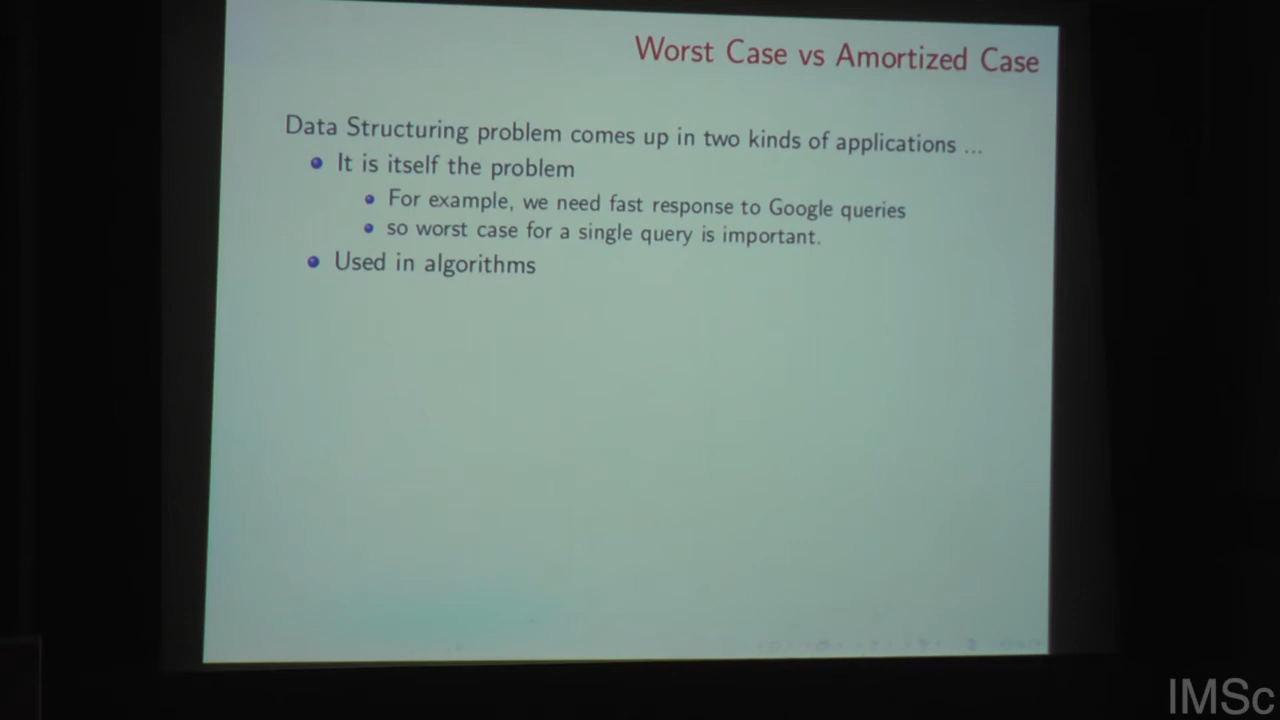 Worst Case vs Amortized Case
Data Structuring problem comes up in two kinds of applications ...
It is itself the problem
For example, we need fast response to Google queries
so worst case for a single query is important.
Used in algorithms
IMSc